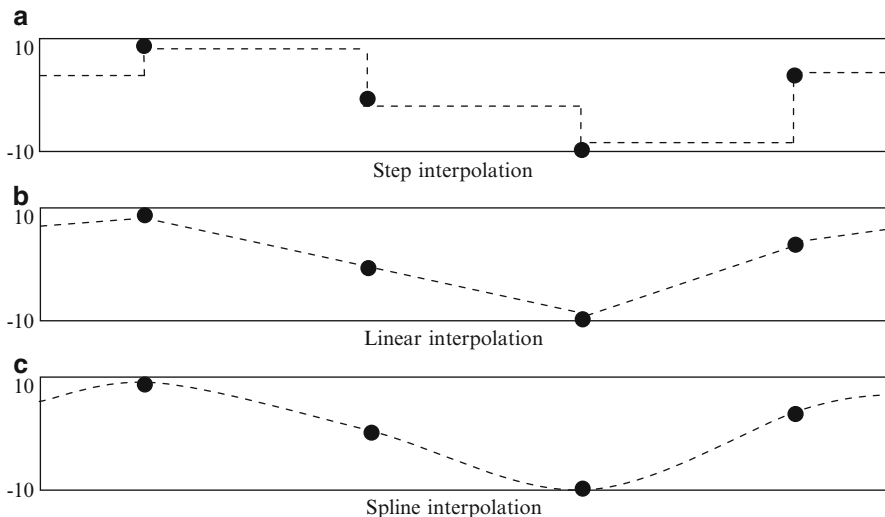 a
10
-10
Step interpolation
b
10
-10
Linear interpolation
c
10
-10
Spline interpolation